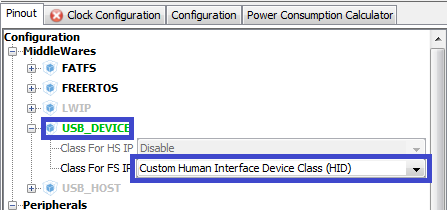 Pinout Clock Configuration Configuration Power Consumption Calculator
Configuration
MiddleWares
FATFS
FREERTOS
LWIP
USB_DEVICE
Class For HS IP Disable
Class For FS IP Custom Human Interface Device Class (HID)
USB_HOST
Peripherals